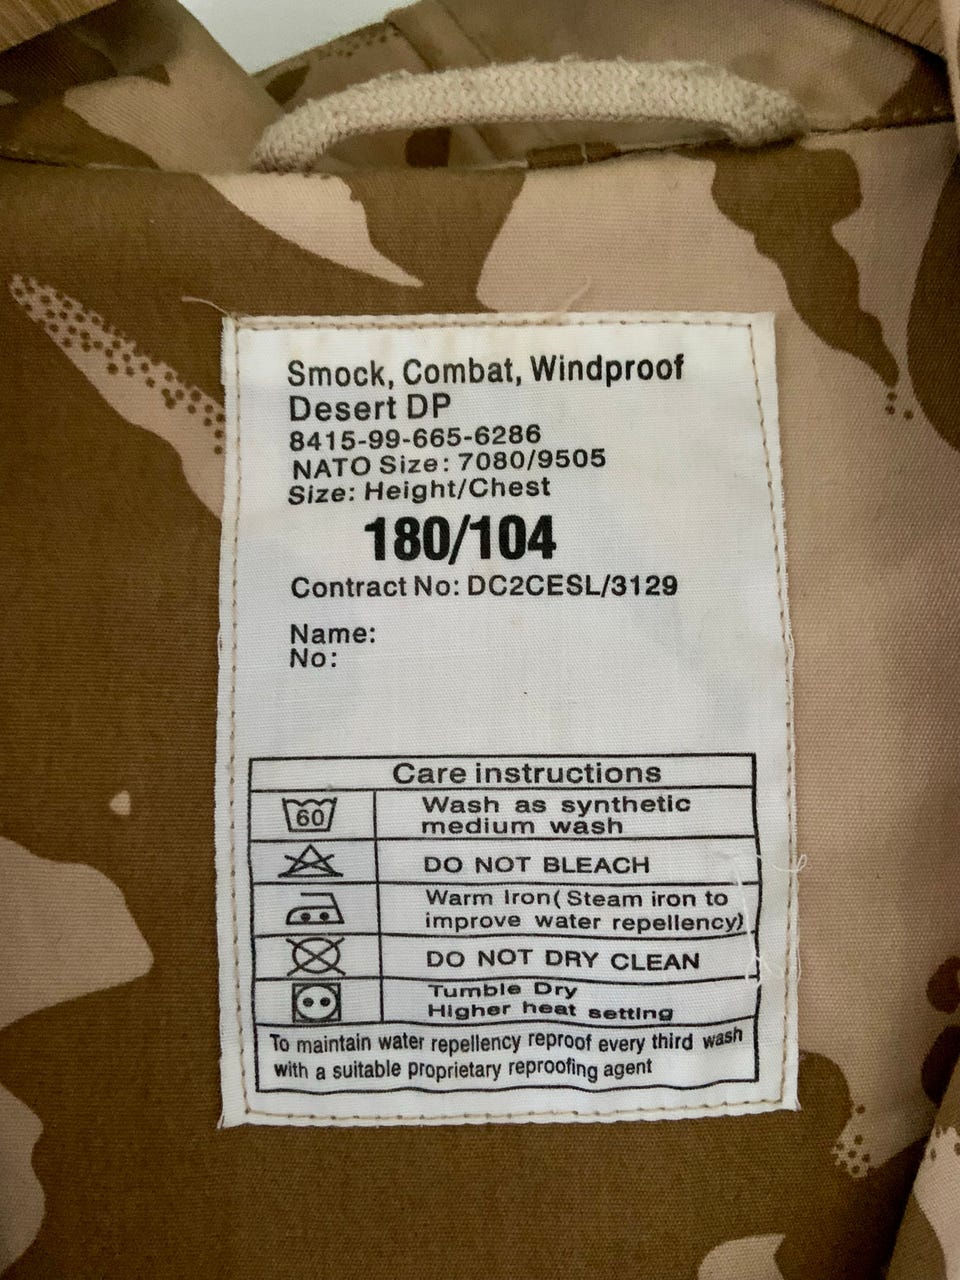 Smock, Combat, Windproof
Desert DP
8415-99-665-6286
NATO Size: 7080/9505
Size: Height/Chest
180/104
Contract No: DC2CESL/3129
Name:
No:
Care instructions
60
Wash as synthetic
medium wash
DO NOT BLEACH
Warm Iron( Steam iron to
improve water repellency)
DO NOT DRY CLEAN
Tumble Dry
Higher heat setting
To maintain water repellency reproof every third wash
with a suitable proprietary reproofing agent